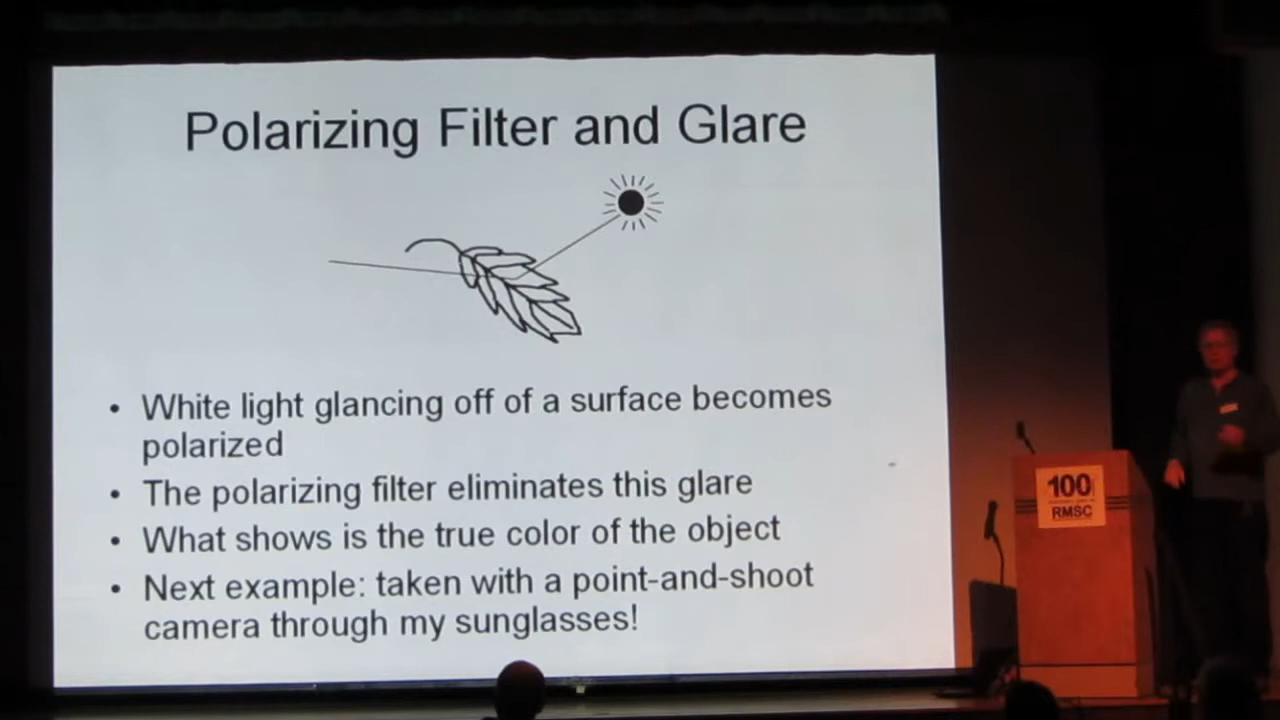 Polarizing Filter and Glare
• White light glancing off of a surface becomes
polarized
• The polarizing filter eliminates this glare
• What shows is the true color of the object
• Next example: taken with a point-and-shoot
camera through my sunglasses!
100
RMSC